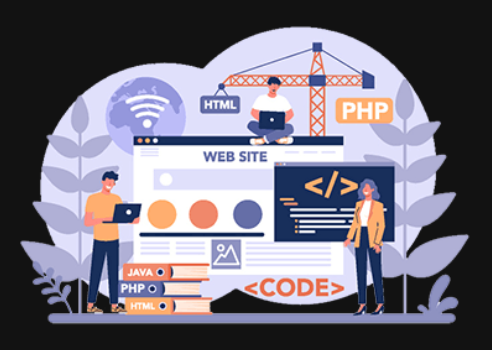 HTML
PHP
WEB SITE
</>
JAVA
PHP
HTML
<CODE>